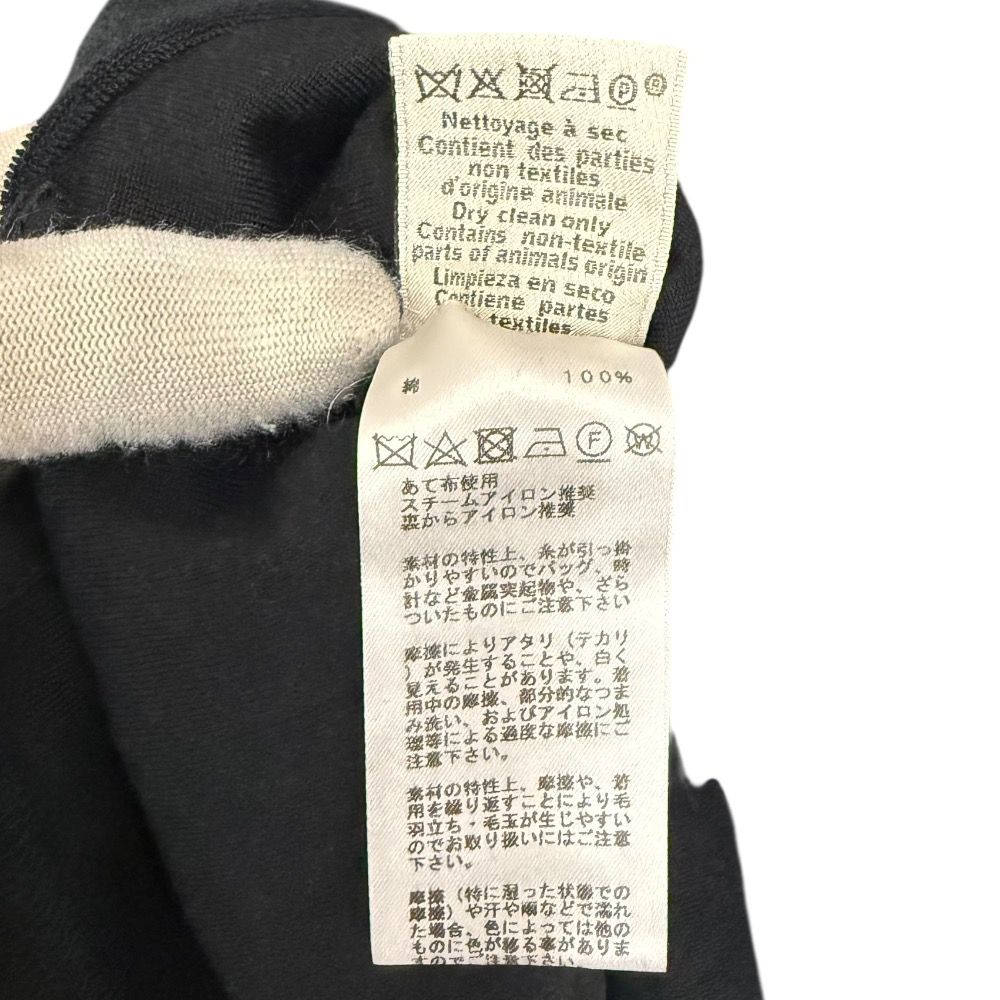 P
R
Nettoyage à sec
Contient des parties
non textiles
d'origine animale
Dry clean only
Contains non-textile
parts of animals origin
Limpieza en seco
Contiene partes
textiles
綿 100%
F W
あて布使用
スチームアイロン推奨
裏からアイロン推奨
素材の特性上、糸が引っ掛
かりやすいのでバッグ、時
計など金属突起物や、ざら
ついたものにご注意下さい
摩擦によりアタリ（テカリ
）が発生することや、白く
見えることがあります。着
用中の摩擦、部分的なつま
み洗い、およびアイロン処
理等による過度な摩擦にご
注意下さい。
素材の特性上、摩擦や、着
用を繰り返すことにより毛
羽立ち・毛玉が生じやすい
のでお取り扱いにはご注意
下さい。
摩擦（特に湿った状態での
摩擦）や汗や雨などで濡れ
た場合、色によっては他の
ものに色が移る事がありま
すのでご注意下さい。